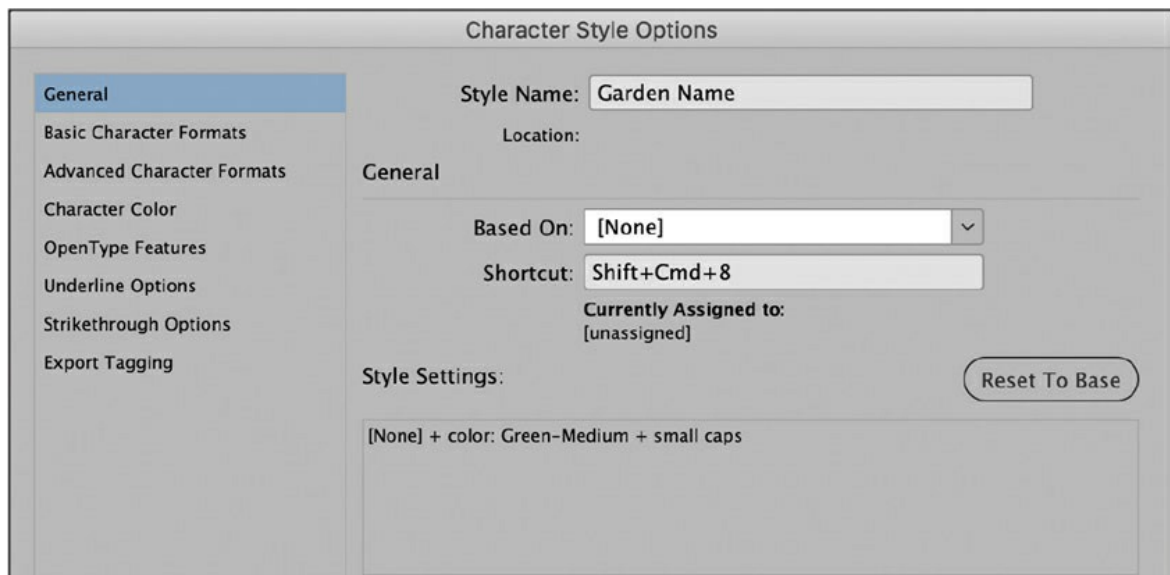 Character Style Options
General
Basic Character Formats
Advanced Character Formats
Character Color
OpenType Features
Underline Options
Strikethrough Options
Export Tagging
Style Name: Garden Name
Location:
General
Based On: [None]
Shortcut: Shift+Cmd+8
Currently Assigned to:
[unassigned]
Style Settings:
Reset To Base
[None] + color: Green-Medium + small caps